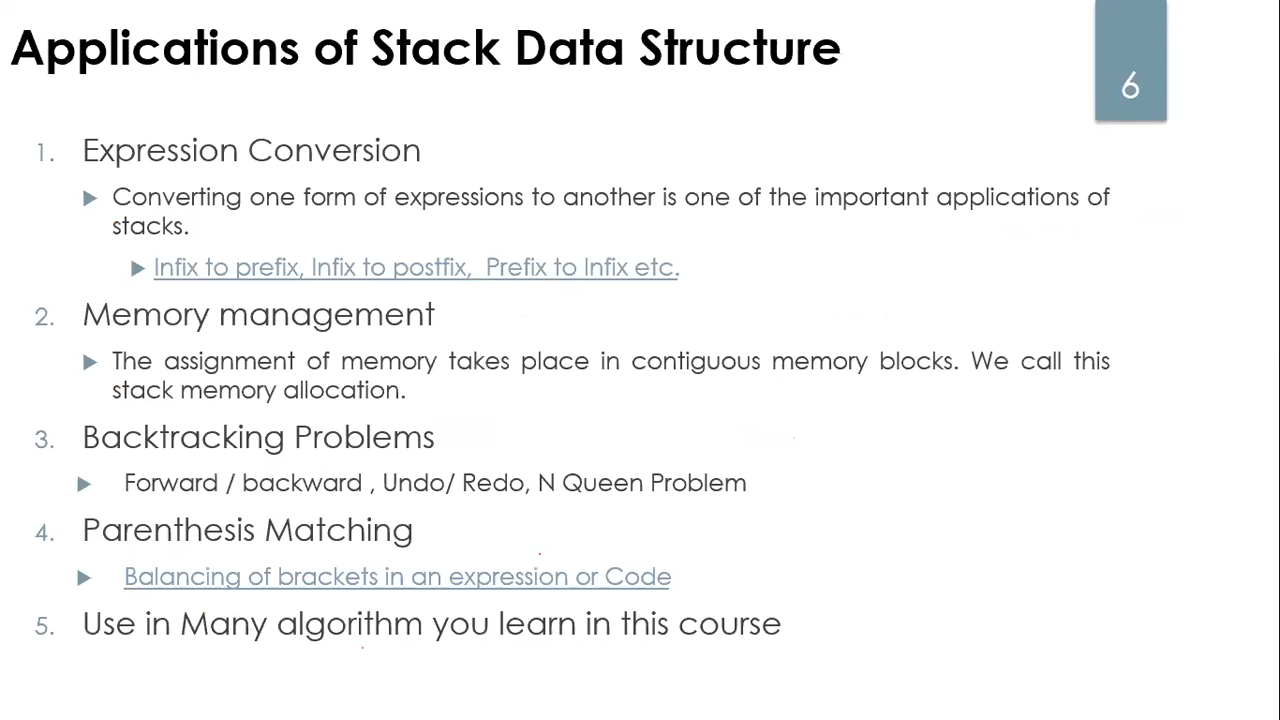 Applications of Stack Data Structure
6
1. Expression Conversion
Converting one form of expressions to another is one of the important applications of
stacks.
Infix to prefix, Infix to postfix, Prefix to Infix etc.
2. Memory management
The assignment of memory takes place in contiguous memory blocks. We call this
stack memory allocation.
3. Backtracking Problems
Forward / backward , Undo/ Redo, N Queen Problem
4. Parenthesis Matching
Balancing of brackets in an expression or Code
5. Use in Many algorithm you learn in this course